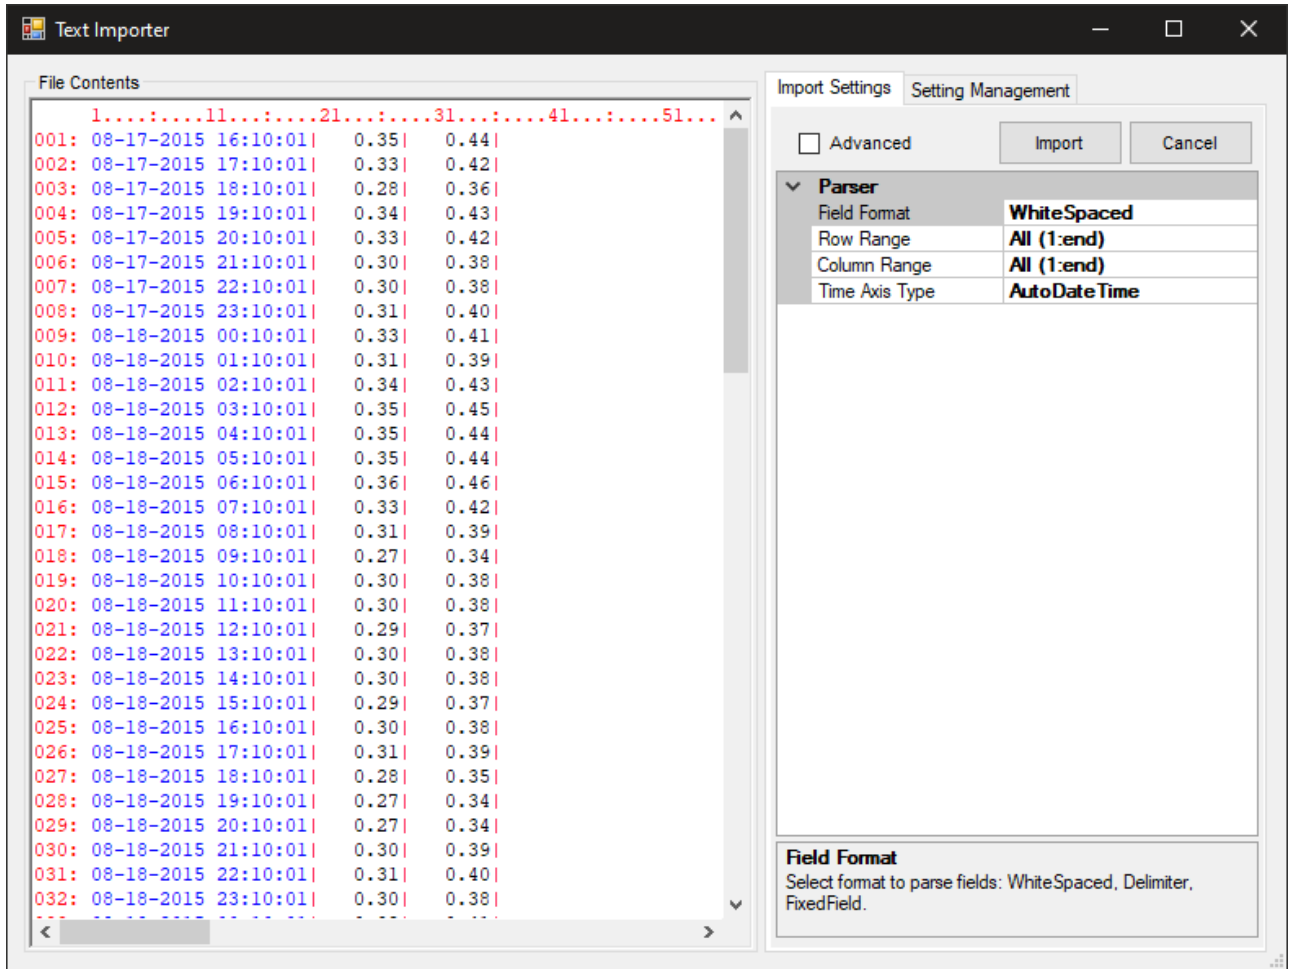 Text Importer
File Contents
1....:....11...:....21...:....31...:....41...:....51...
001: 08-17-2015 16:10:01|   0.35|   0.44|
002: 08-17-2015 17:10:01|   0.33|   0.42|
003: 08-17-2015 18:10:01|   0.28|   0.36|
004: 08-17-2015 19:10:01|   0.34|   0.43|
005: 08-17-2015 20:10:01|   0.33|   0.42|
006: 08-17-2015 21:10:01|   0.30|   0.38|
007: 08-17-2015 22:10:01|   0.30|   0.38|
008: 08-17-2015 23:10:01|   0.31|   0.40|
009: 08-18-2015 00:10:01|   0.33|   0.41|
010: 08-18-2015 01:10:01|   0.31|   0.39|
011: 08-18-2015 02:10:01|   0.34|   0.43|
012: 08-18-2015 03:10:01|   0.35|   0.45|
013: 08-18-2015 04:10:01|   0.35|   0.44|
014: 08-18-2015 05:10:01|   0.35|   0.44|
015: 08-18-2015 06:10:01|   0.36|   0.46|
016: 08-18-2015 07:10:01|   0.33|   0.42|
017: 08-18-2015 08:10:01|   0.31|   0.39|
018: 08-18-2015 09:10:01|   0.27|   0.34|
019: 08-18-2015 10:10:01|   0.30|   0.38|
020: 08-18-2015 11:10:01|   0.30|   0.38|
021: 08-18-2015 12:10:01|   0.29|   0.37|
022: 08-18-2015 13:10:01|   0.30|   0.38|
023: 08-18-2015 14:10:01|   0.30|   0.38|
024: 08-18-2015 15:10:01|   0.29|   0.37|
025: 08-18-2015 16:10:01|   0.30|   0.38|
026: 08-18-2015 17:10:01|   0.31|   0.39|
027: 08-18-2015 18:10:01|   0.28|   0.35|
028: 08-18-2015 19:10:01|   0.27|   0.34|
029: 08-18-2015 20:10:01|   0.27|   0.34|
030: 08-18-2015 21:10:01|   0.30|   0.39|
031: 08-18-2015 22:10:01|   0.31|   0.40|
032: 08-18-2015 23:10:01|   0.30|   0.38|
Import Settings Setting Management
Advanced Import Cancel
Parser
Field Format WhiteSpaced
Row Range All (1:end)
Column Range All (1:end)
Time Axis Type AutoDateTime
Field Format
Select format to parse fields: WhiteSpaced, Delimiter,
FixedField.